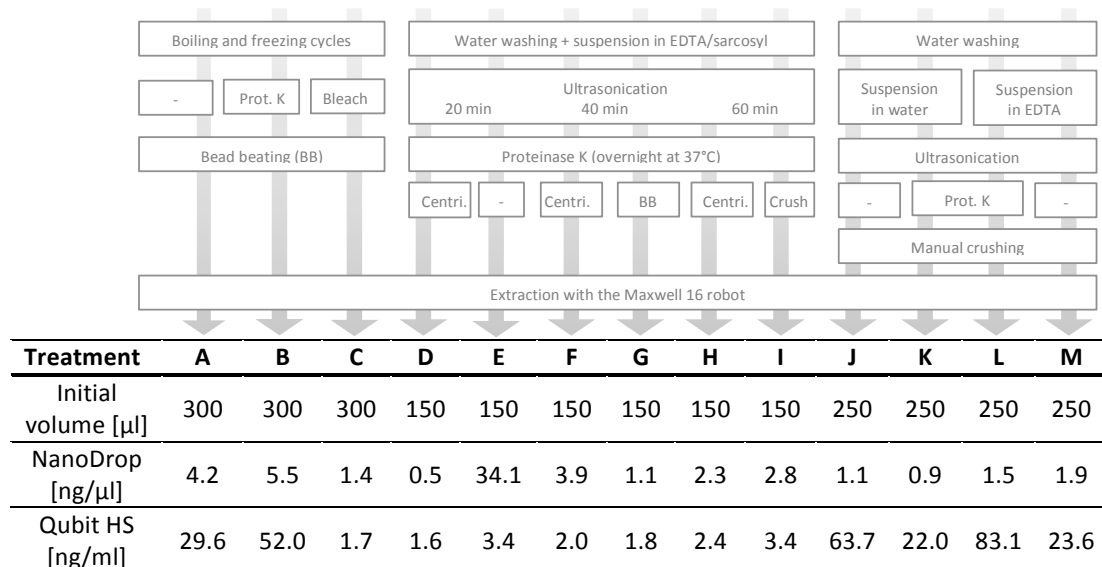 Boiling and freezing cycles Water washing + suspension in EDTA/sarcosyl Water washing
- Prot. K Bleach Ultrasonication Suspension in water Suspension in EDTA
20 min 40 min 60 min
Bead beating (BB) Proteinase K (overnight at 37°C) Ultrasonication
Centri. - Centri. BB Centri. Crush - Prot. K -
Manual crushing
Extraction with the Maxwell 16 robot
Treatment A B C D E F G H I J K L M
Initial volume [µl] 300 300 300 150 150 150 150 150 150 250 250 250 250
NanoDrop [ng/µl] 4.2 5.5 1.4 0.5 34.1 3.9 1.1 2.3 2.8 1.1 0.9 1.5 1.9
Qubit HS [ng/ml] 29.6 52.0 1.7 1.6 3.4 2.0 1.8 2.4 3.4 63.7 22.0 83.1 23.6